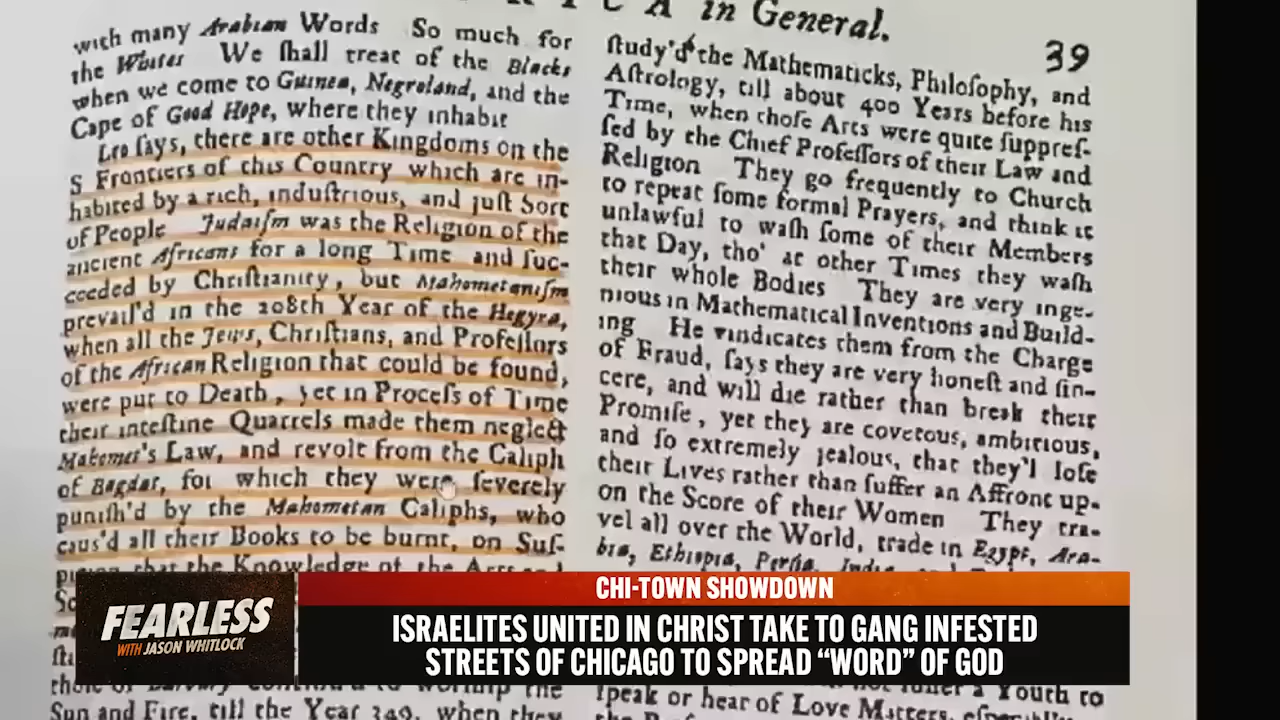 R I C A in General.
39
with many Arabian Words So much for
the Whites We ſhall treat of the Blacks
when we come to Guinea, Negroland, and the
Cape of Good Hope, where they inhabit
Leo ſays, there are other Kingdoms on the
S Frontiers of this Country which are in-
habited by a rich, induſtrious, and juſt Sort
of People Judaiſm was the Religion of the
ancient Africans for a long Time and ſuc-
ceeded by Chriſtianity, but Mahometaniſm
prevail'd in the 208th Year of the Hegyra,
when all the Jews, Chriſtians, and Profeſſors
of the African Religion that could be found,
were put to Death, yet in Proceſs of Time
their inteſtine Quarrels made them neglect
Mahomet's Law, and revolt from the Caliph
of Bagdat, for which they were ſeverely
puniſh'd by the Mahometan Caliphs, who
caus'd all their Books to be burnt, on Suſ-
that the Knowledge of the Arts and
worſhip the
Sun and Fire, till the Year 349, when they
ſtudy'd the Mathematicks, Philoſophy, and
Aſtrology, till about 400 Years before his
Time, when thoſe Arts were quite ſuppreſ-
ſed by the Chief Profeſſors of their Law and
Religion They go frequently to Church
to repeat ſome formal Prayers, and think it
unlawful to waſh ſome of their Members
that Day, tho' at other Times they waſh
their whole Bodies They are very inge-
nious in Mathematical Inventions and Build-
ing He vindicates them from the Charge
of Fraud, ſays they are very honeſt and ſin-
cere, and will die rather than break their
Promiſe, yet they are covetous, ambitious,
and ſo extremely jealous, that they'l loſe
their Lives rather than ſuffer an Affront up-
on the Score of their Women They tra-
vel all over the World, trade in Egypt, Ara-
bia, Ethiopia, Perſia, India,
a Youth to
ſpeak or hear of Love Matters,
FEARLESS
WITH JASON WHITLOCK
CHI-TOWN SHOWDOWN
ISRAELITES UNITED IN CHRIST TAKE TO GANG INFESTED
STREETS OF CHICAGO TO SPREAD “WORD” OF GOD